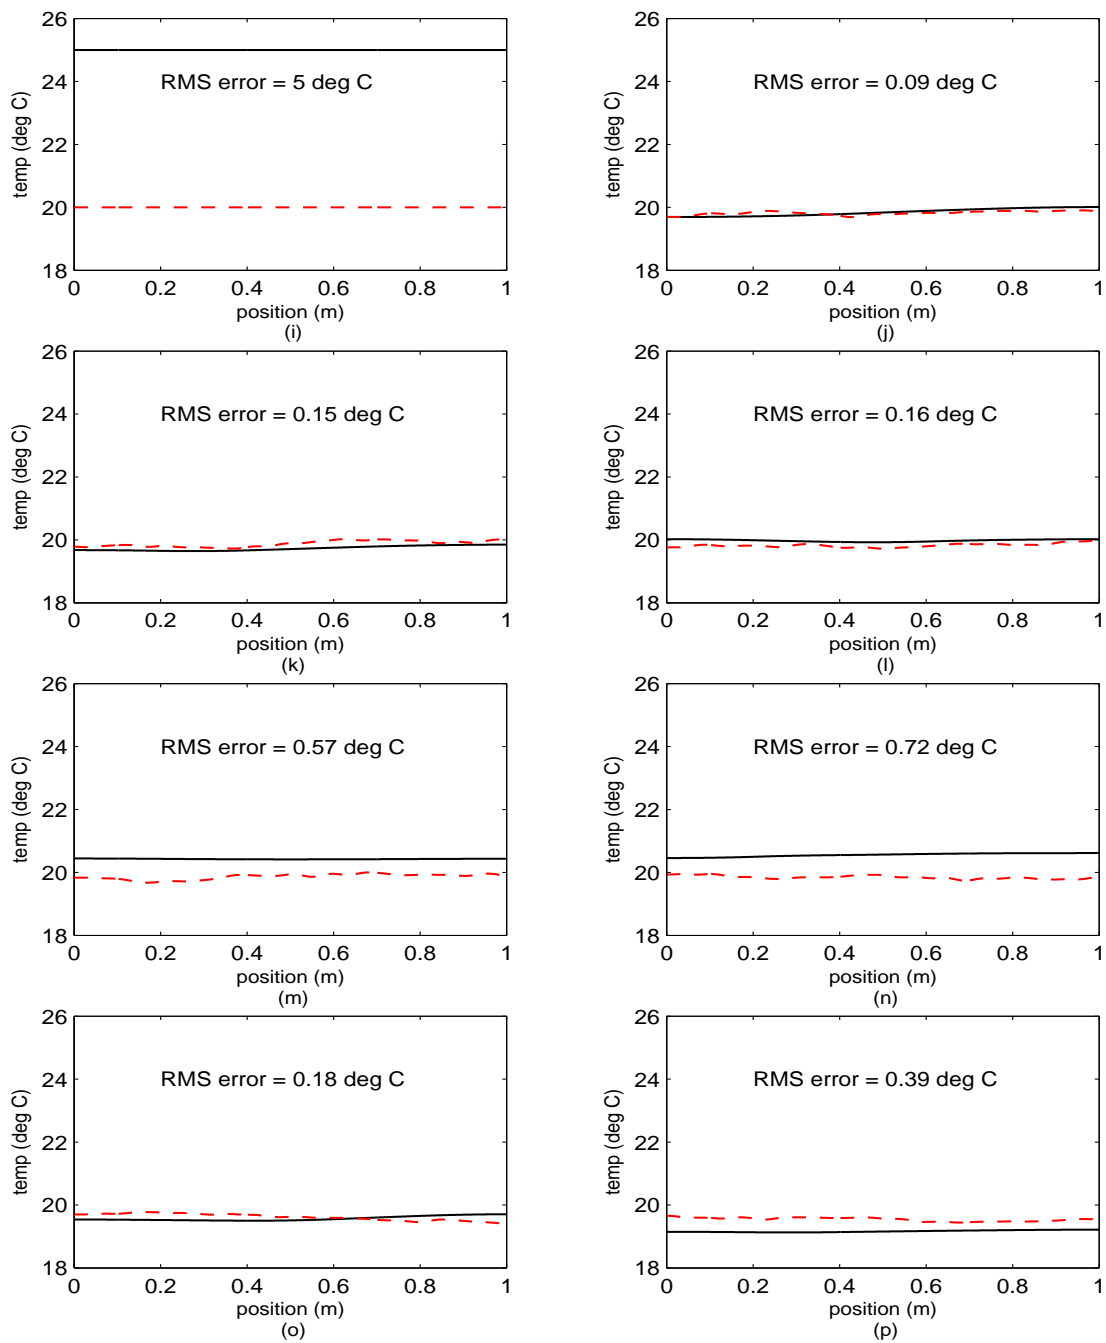 26
24
22
20
18
temp (deg C)
RMS error = 5 deg C
0 0.2 0.4 0.6 0.8 1
position (m)
(i)
26
24
22
20
18
temp (deg C)
RMS error = 0.09 deg C
0 0.2 0.4 0.6 0.8 1
position (m)
(j)
26
24
22
20
18
temp (deg C)
RMS error = 0.15 deg C
0 0.2 0.4 0.6 0.8 1
position (m)
(k)
26
24
22
20
18
temp (deg C)
RMS error = 0.16 deg C
0 0.2 0.4 0.6 0.8 1
position (m)
(l)
26
24
22
20
18
temp (deg C)
RMS error = 0.57 deg C
0 0.2 0.4 0.6 0.8 1
position (m)
(m)
26
24
22
20
18
temp (deg C)
RMS error = 0.72 deg C
0 0.2 0.4 0.6 0.8 1
position (m)
(n)
26
24
22
20
18
temp (deg C)
RMS error = 0.18 deg C
0 0.2 0.4 0.6 0.8 1
position (m)
(o)
26
24
22
20
18
temp (deg C)
RMS error = 0.39 deg C
0 0.2 0.4 0.6 0.8 1
position (m)
(p)